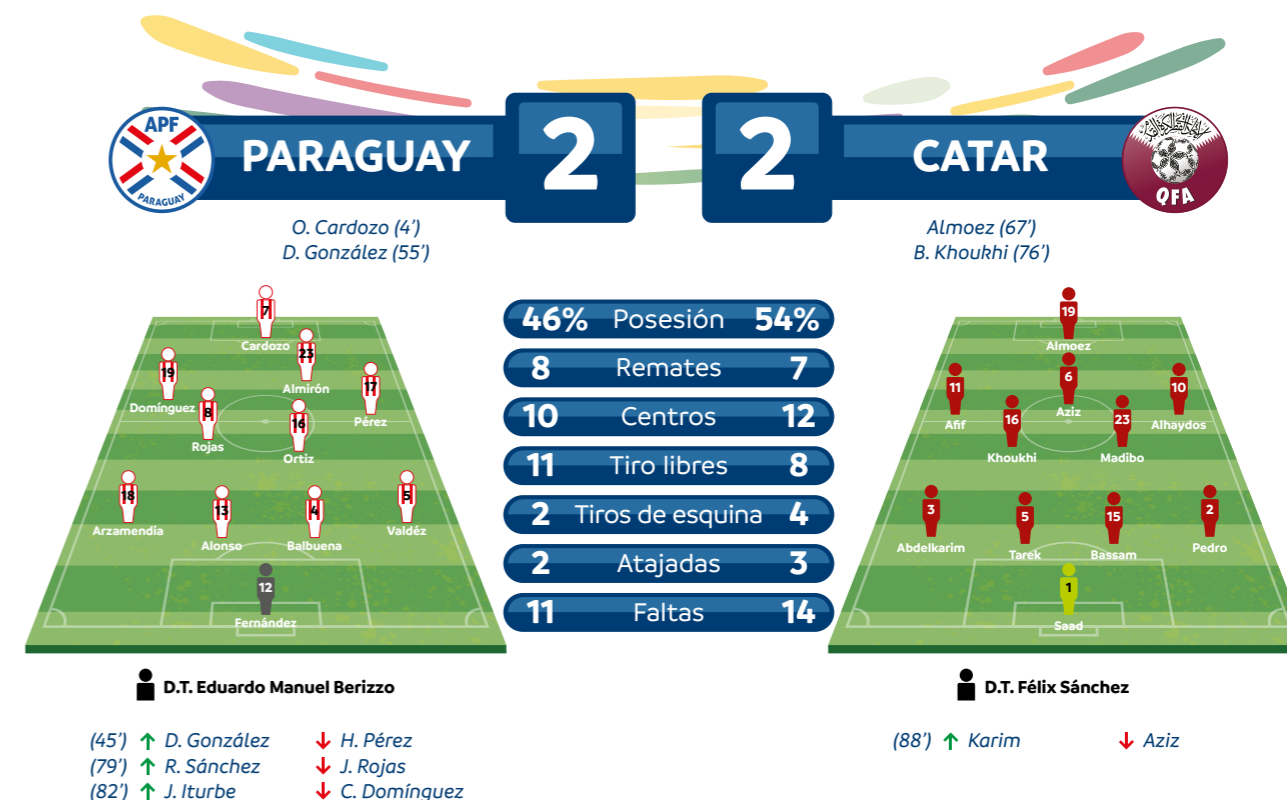 APF
PARAGUAY
PARAGUAY
2
2
CATAR
QFA
O. Cardozo (4’)
D. González (55’)
Almoez (67’)
B. Khoukhi (76’)
7
Cardozo
23
Almirón
19
Domínguez
17
Pérez
8
Rojas
16
Ortiz
18
Arzamendia
13
Alonso
4
Balbuena
5
Valdéz
12
Fernández
46% Posesión 54%
8 Remates 7
10 Centros 12
11 Tiro libres 8
2 Tiros de esquina 4
2 Atajadas 3
11 Faltas 14
19
Almoez
11
Afif
6
Aziz
10
Alhaydos
16
Khoukhi
23
Madibo
3
Abdelkarim
5
Tarek
15
Bassam
2
Pedro
1
Saad
D.T. Eduardo Manuel Berizzo
(45’) ↑ D. González ↓ H. Pérez
(79’) ↑ R. Sánchez ↓ J. Rojas
(82’) ↑ J. Iturbe ↓ C. Domínguez
D.T. Félix Sánchez
(88’) ↑ Karim ↓ Aziz